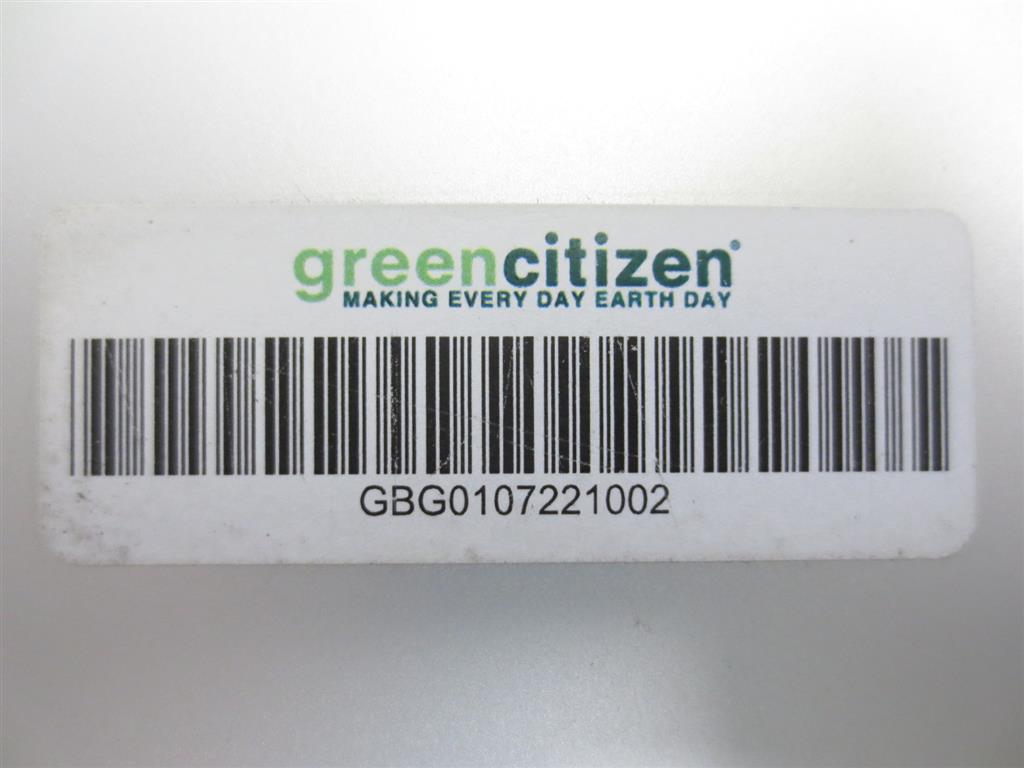 greencitizen®
MAKING EVERY DAY EARTH DAY
GBG0107221002